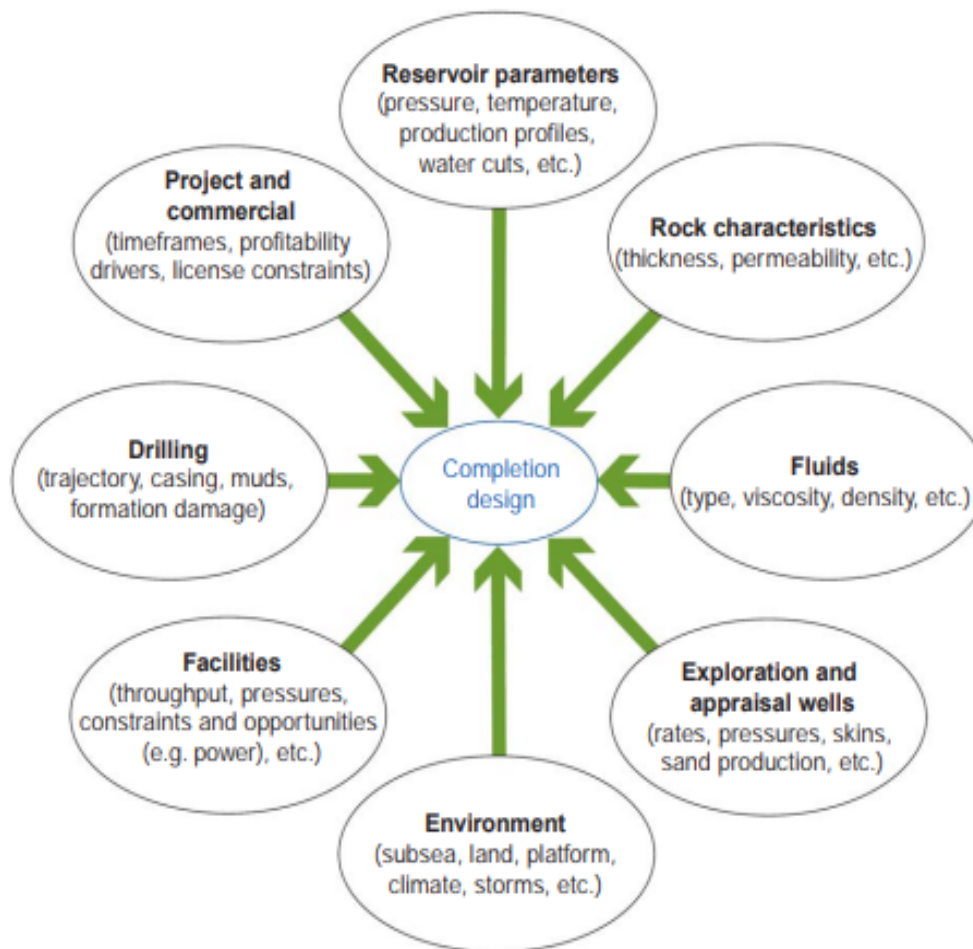 Reservoir parameters
(pressure, temperature,
production profiles,
water cuts, etc.)
Project and
commercial
(timeframes, profitability
drivers, license constraints)
Rock characteristics
(thickness, permeability, etc.)
Drilling
(trajectory, casing, muds,
formation damage)
Completion
design
Fluids
(type, viscosity, density, etc.)
Facilities
(throughput, pressures,
constraints and opportunities
(e.g. power), etc.)
Exploration and
appraisal wells
(rates, pressures, skins,
sand production, etc.)
Environment
(subsea, land, platform,
climate, storms, etc.)